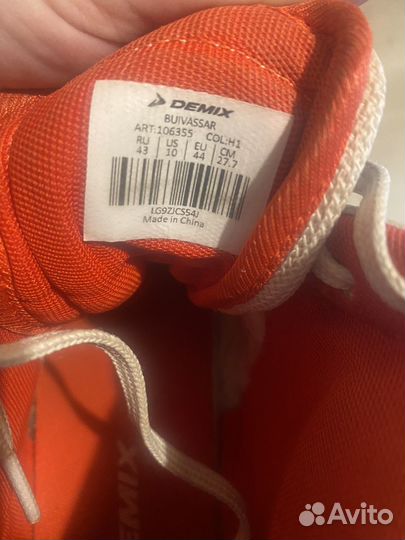 DEMIX
BUIVASSAR
ART:106355 COL:H1
RU US EU CM
43 10 44 27.7
LG9ZJCS54J
Made in China
DEMIX
Avito